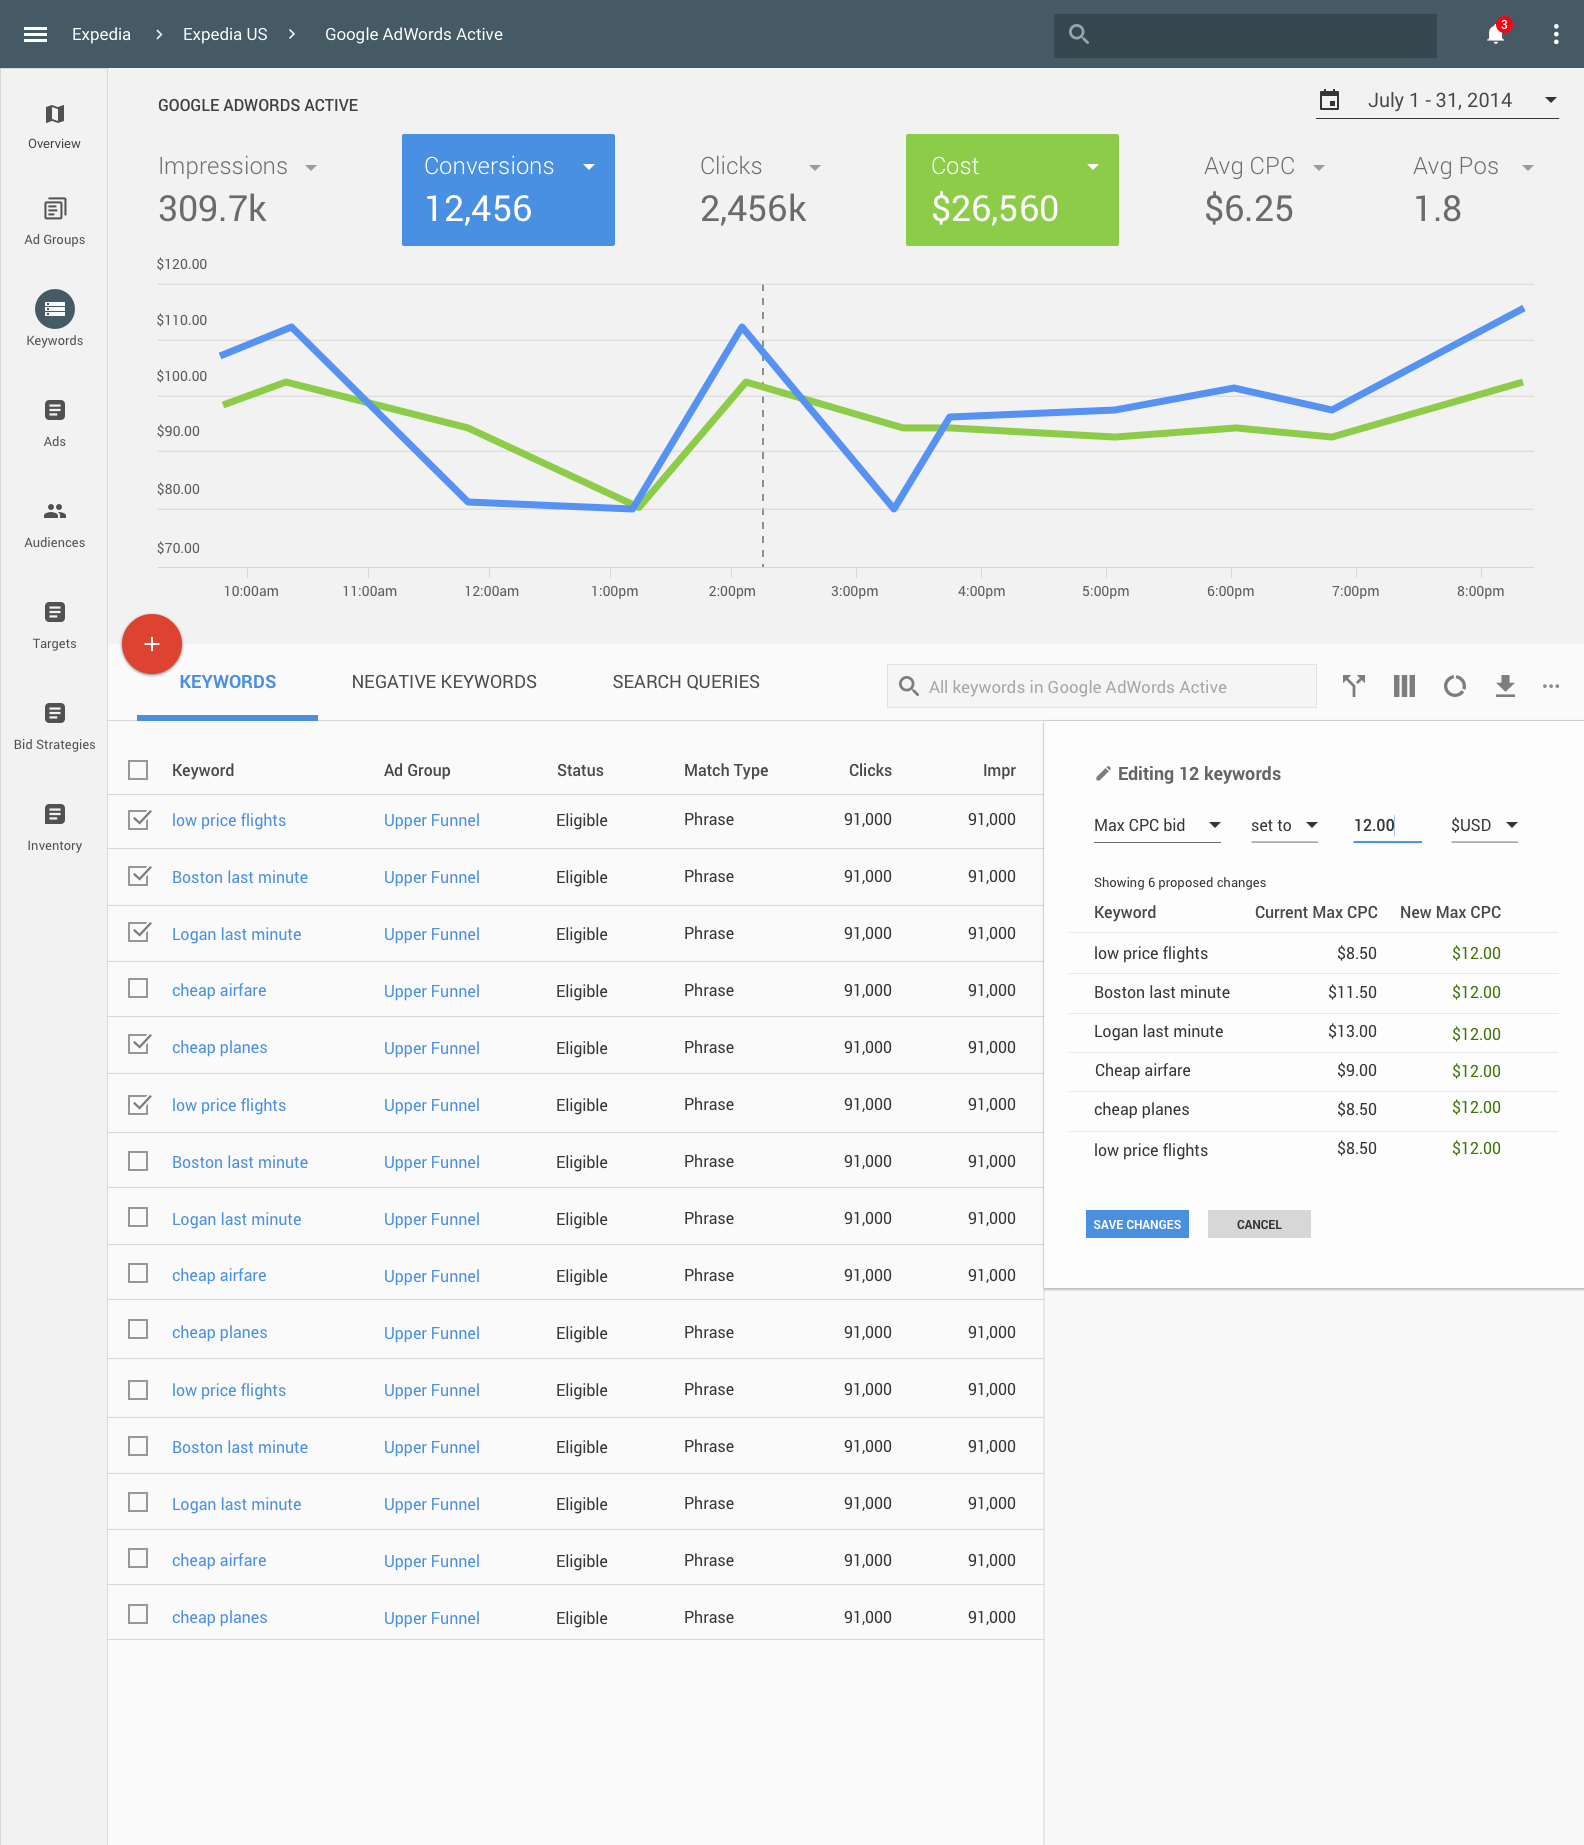 Expedia > Expedia US > Google AdWords Active
3
Overview
Ad Groups
Keywords
Ads
Audiences
Targets
Bid Strategies
Inventory
GOOGLE ADWORDS ACTIVE
July 1 - 31, 2014
Impressions
309.7k
Conversions
12,456
Clicks
2,456k
Cost
$26,560
Avg CPC
$6.25
Avg Pos
1.8
$120.00
$110.00
$100.00
$90.00
$80.00
$70.00
10:00am 11:00am 12:00am 1:00pm 2:00pm 3:00pm 4:00pm 5:00pm 6:00pm 7:00pm 8:00pm
+
KEYWORDS NEGATIVE KEYWORDS SEARCH QUERIES
All keywords in Google AdWords Active
Keyword Ad Group Status Match Type Clicks Impr
low price flights Upper Funnel Eligible Phrase 91,000 91,000
Boston last minute Upper Funnel Eligible Phrase 91,000 91,000
Logan last minute Upper Funnel Eligible Phrase 91,000 91,000
cheap airfare Upper Funnel Eligible Phrase 91,000 91,000
cheap planes Upper Funnel Eligible Phrase 91,000 91,000
low price flights Upper Funnel Eligible Phrase 91,000 91,000
Boston last minute Upper Funnel Eligible Phrase 91,000 91,000
Logan last minute Upper Funnel Eligible Phrase 91,000 91,000
cheap airfare Upper Funnel Eligible Phrase 91,000 91,000
cheap planes Upper Funnel Eligible Phrase 91,000 91,000
low price flights Upper Funnel Eligible Phrase 91,000 91,000
Boston last minute Upper Funnel Eligible Phrase 91,000 91,000
Logan last minute Upper Funnel Eligible Phrase 91,000 91,000
cheap airfare Upper Funnel Eligible Phrase 91,000 91,000
cheap planes Upper Funnel Eligible Phrase 91,000 91,000
Editing 12 keywords
Max CPC bid set to 12.00 $USD
Showing 6 proposed changes
Keyword Current Max CPC New Max CPC
low price flights $8.50 $12.00
Boston last minute $11.50 $12.00
Logan last minute $13.00 $12.00
Cheap airfare $9.00 $12.00
cheap planes $8.50 $12.00
low price flights $8.50 $12.00
SAVE CHANGES CANCEL